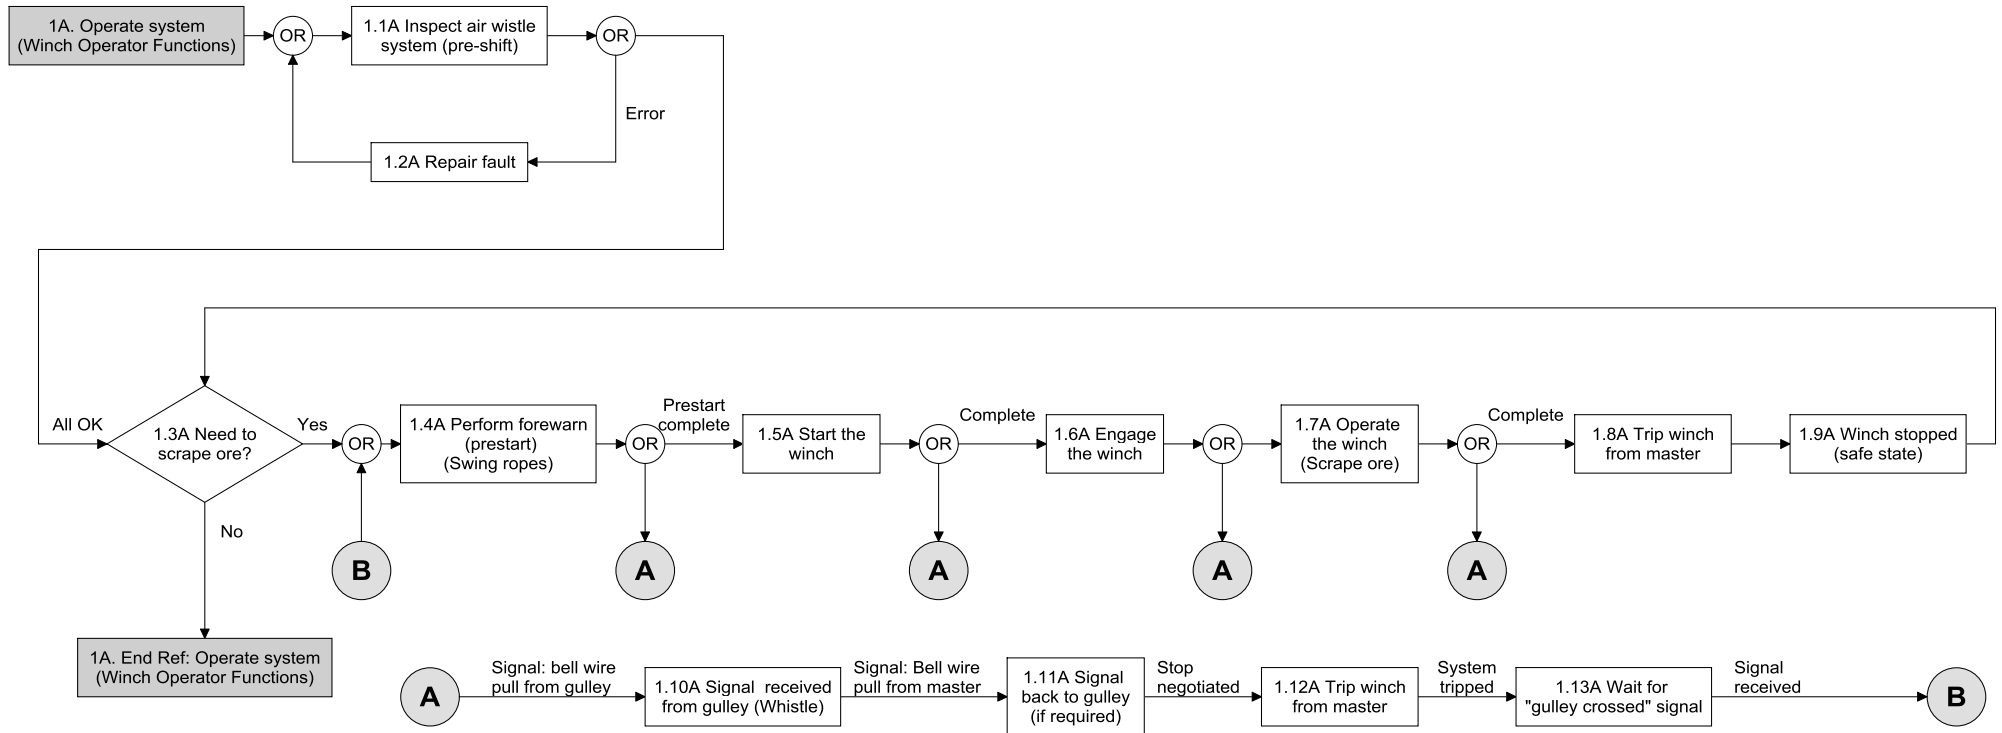 1A. Operate system
(Winch Operator Functions)
OR
1.1A Inspect air wistle
system (pre-shift)
OR
Error
1.2A Repair fault
All OK
1.3A Need to
scrape ore?
Yes
OR
1.4A Perform forewarn
(prestart)
(Swing ropes)
OR
Prestart
complete
1.5A Start the
winch
OR
Complete
1.6A Engage
the winch
OR
1.7A Operate
the winch
(Scrape ore)
OR
Complete
1.8A Trip winch
from master
1.9A Winch stopped
(safe state)
No
B
A
A
A
A
1A. End Ref: Operate system
(Winch Operator Functions)
A
Signal: bell wire
pull from gulley
1.10A Signal  received
from gulley (Whistle)
Signal: Bell wire
pull from master
1.11A Signal
back to gulley
(if required)
Stop
negotiated
1.12A Trip winch
from master
System
tripped
1.13A Wait for
"gulley crossed" signal
Signal
received
B